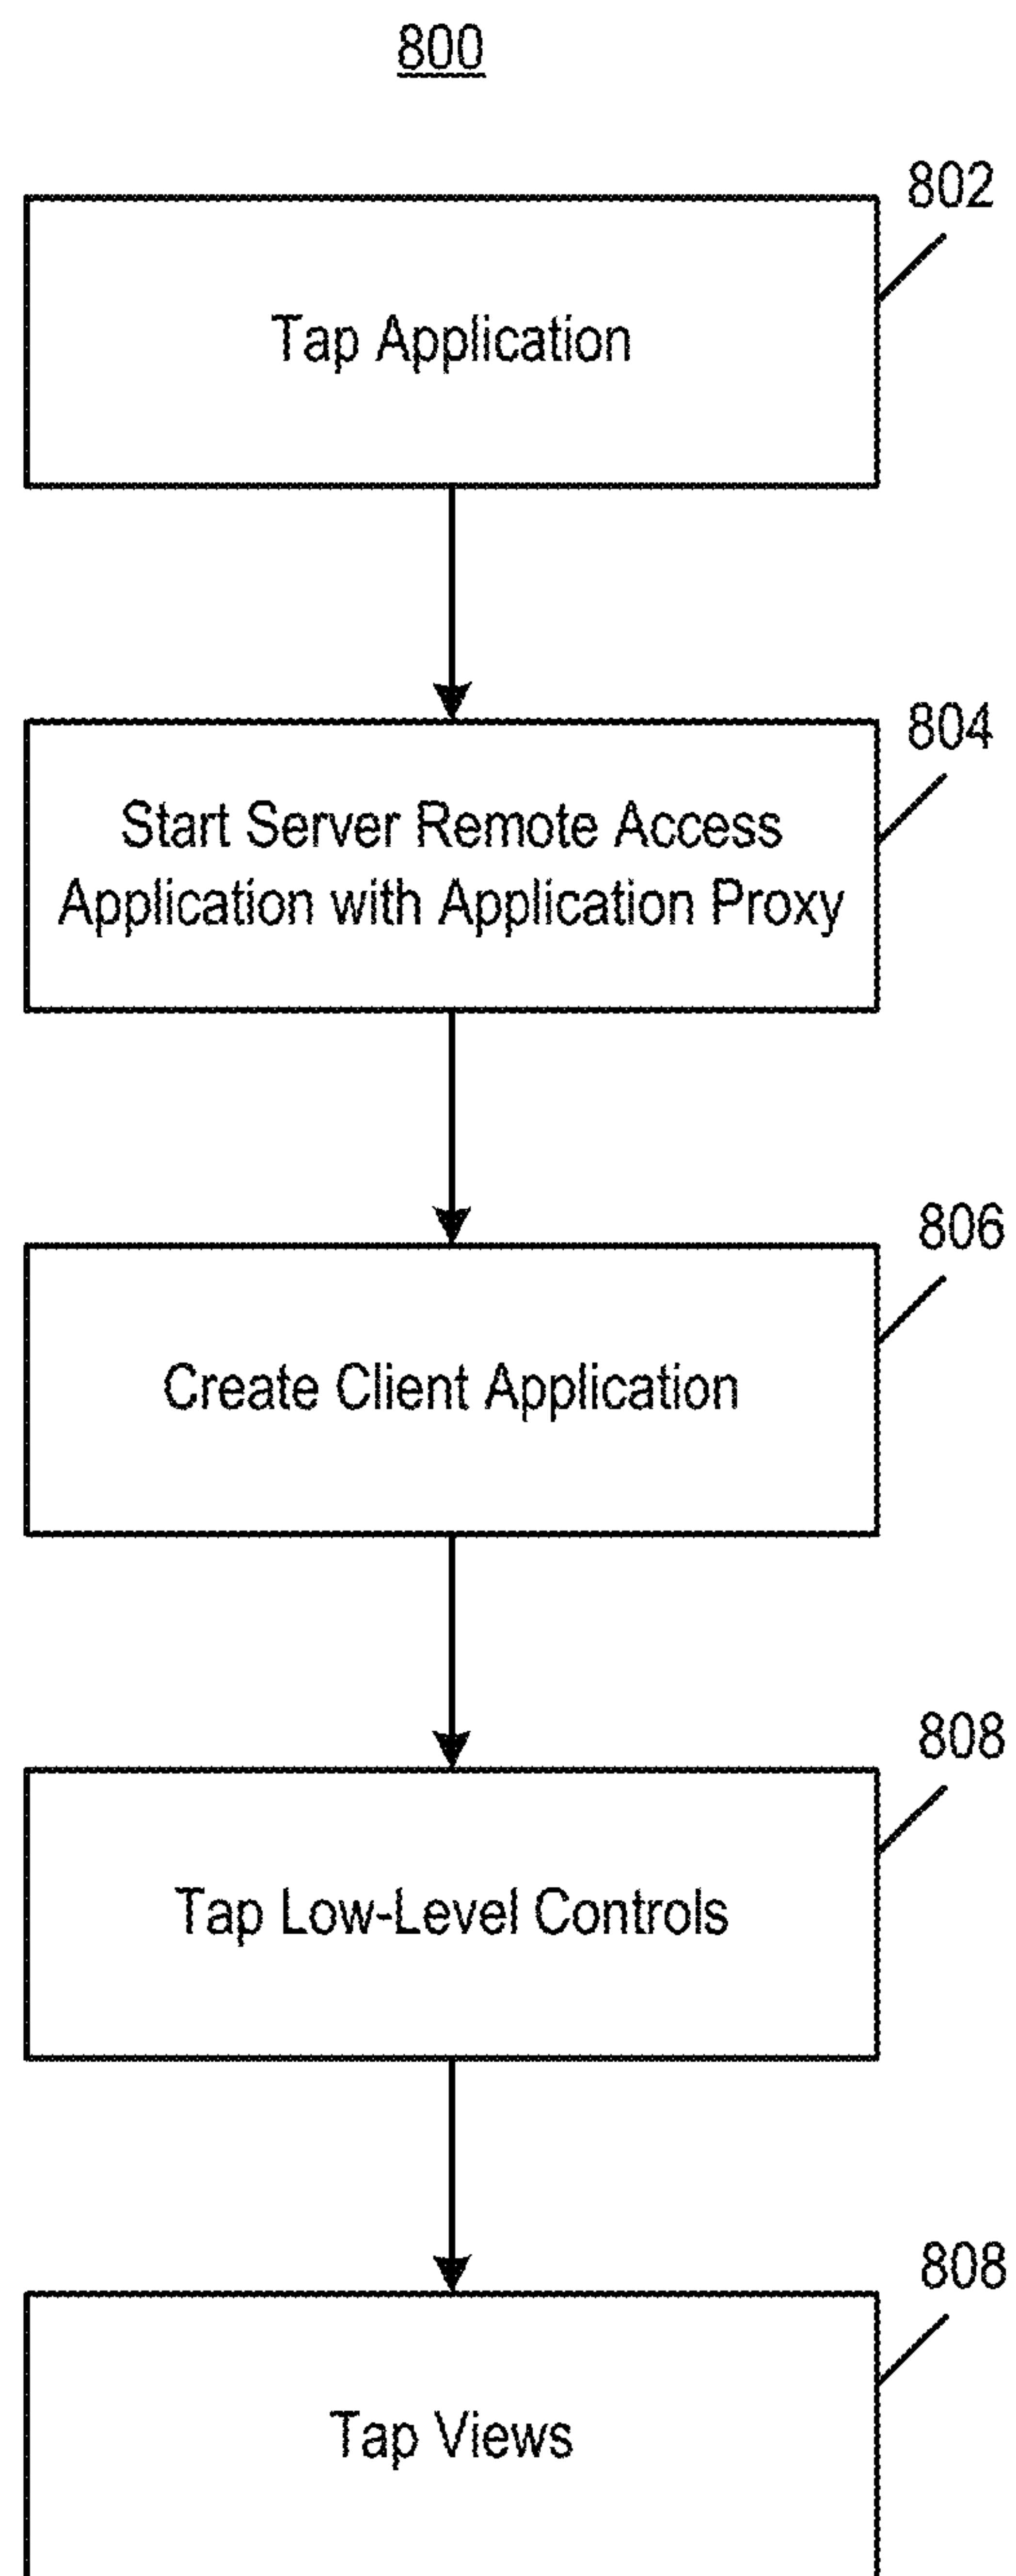 800
802
Tap Application
804
Start Server Remote Access
Application with Application Proxy
806
Create Client Application
808
Tap Low-Level Controls
808
Tap Views